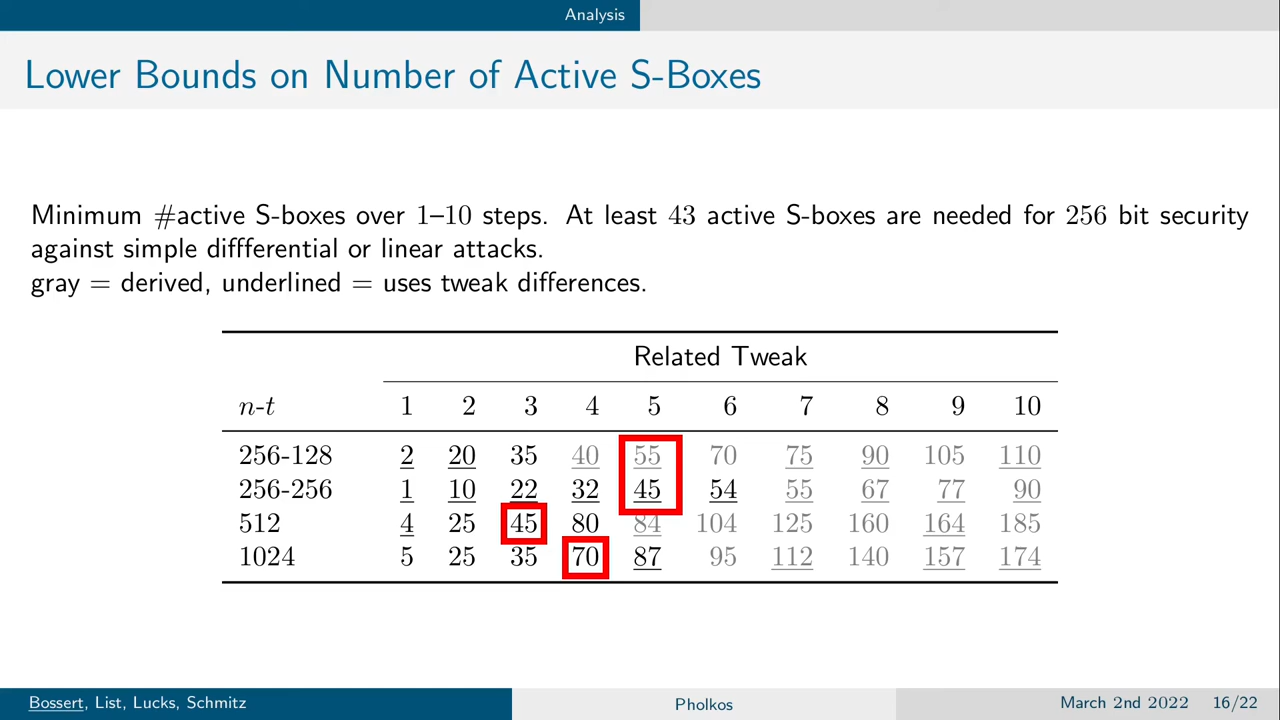 Analysis
Lower Bounds on Number of Active S-Boxes
Minimum #active S-boxes over 1–10 steps. At least 43 active S-boxes are needed for 256 bit security
against simple diffferential or linear attacks.
gray = derived, underlined = uses tweak differences.
Related Tweak
n-t 1 2 3 4 5 6 7 8 9 10
256-128 2 20 35 40 55 70 75 90 105 110
256-256 1 10 22 32 45 54 55 67 77 90
512 4 25 45 80 84 104 125 160 164 185
1024 5 25 35 70 87 95 112 140 157 174
Bossert, List, Lucks, Schmitz Pholkos March 2nd 2022 16/22